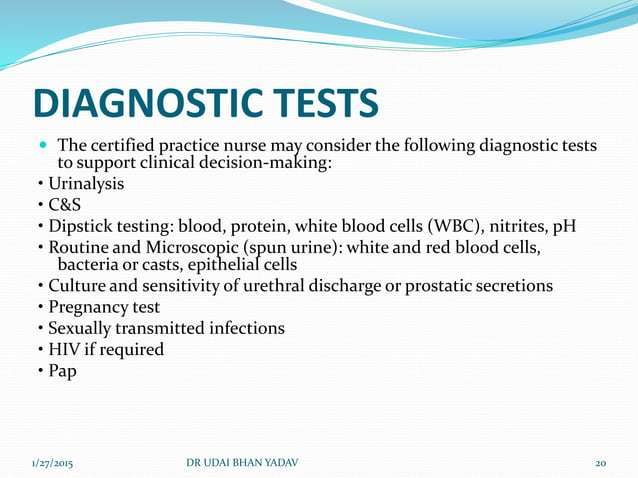 DIAGNOSTIC TESTS
The certified practice nurse may consider the following diagnostic tests
to support clinical decision-making:
• Urinalysis
• C&S
• Dipstick testing: blood, protein, white blood cells (WBC), nitrites, pH
• Routine and Microscopic (spun urine): white and red blood cells,
bacteria or casts, epithelial cells
• Culture and sensitivity of urethral discharge or prostatic secretions
• Pregnancy test
• Sexually transmitted infections
• HIV if required
• Pap
1/27/2015 DR UDAI BHAN YADAV 20